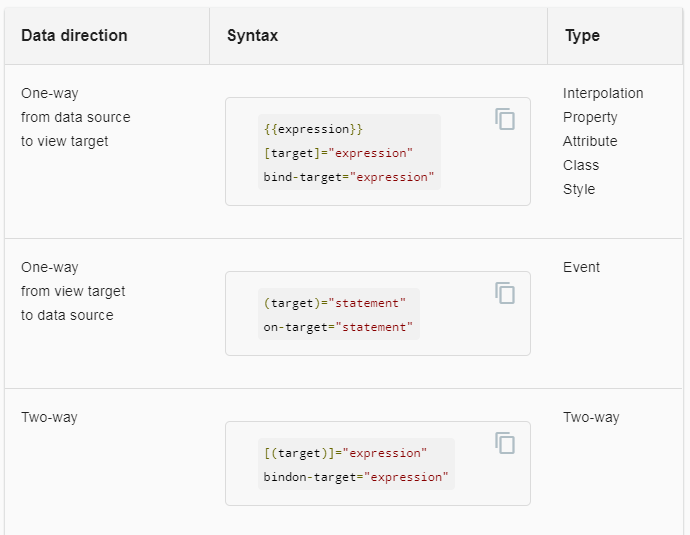 Data direction
Syntax
Type
One-way
from data source
to view target
{{expression}}
[target]="expression"
bind-target="expression"
Interpolation
Property
Attribute
Class
Style
One-way
from view target
to data source
(target)="statement"
on-target="statement"
Event
Two-way
[(target)]="expression"
bindon-target="expression"
Two-way